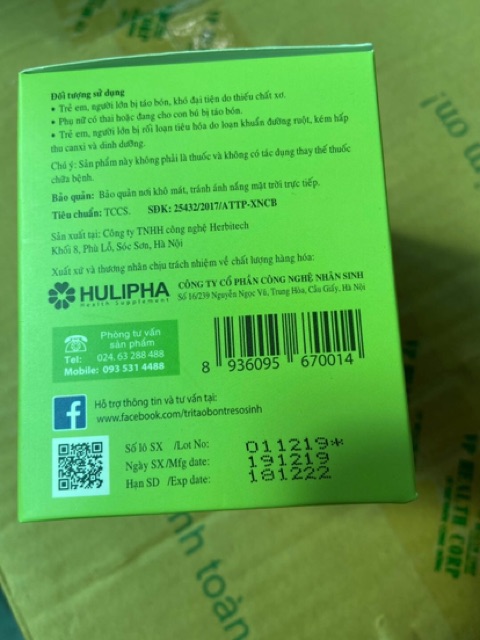 Đối tượng sử dụng
• Trẻ em, người lớn bị táo bón, khó đại tiện do thiếu chất xơ.
• Phụ nữ có thai hoặc đang cho con bú bị táo bón.
• Trẻ em, người lớn bị rối loạn tiêu hóa do loạn khuẩn đường ruột, kém hấp
thu canxi và dinh dưỡng.
Chú ý: Sản phẩm này không phải là thuốc và không có tác dụng thay thế thuốc
chữa bệnh.
Bảo quản: Bảo quản nơi khô mát, tránh ánh nắng mặt trời trực tiếp.
Tiêu chuẩn: TCCS. SĐK: 25432/2017/ATTP-XNCB
Sản xuất tại: Công ty TNHH công nghệ Herbitech
Khối 8, Phù Lỗ, Sóc Sơn, Hà Nội
Xuất xứ và thương nhân chịu trách nhiệm về chất lượng hàng hóa:
HULIPHA
Health Supplement
CÔNG TY CỔ PHẦN CÔNG NGHỆ NHÂN SINH
Số 16/239 Nguyễn Ngọc Vũ, Trung Hòa, Cầu Giấy, Hà Nội
Phòng tư vấn
sản phẩm
Tel: 024. 63 288 488
Mobile: 093 531 4488
8 936095 670014
f
Hỗ trợ thông tin và tư vấn tại:
www.facebook.com/tritaobontresosinh
Số lô SX /Lot No: 011219*
Ngày SX/Mfg date: 191219
Hạn SD /Exp date: 181222
VP HEALTH CORP
nh toàn